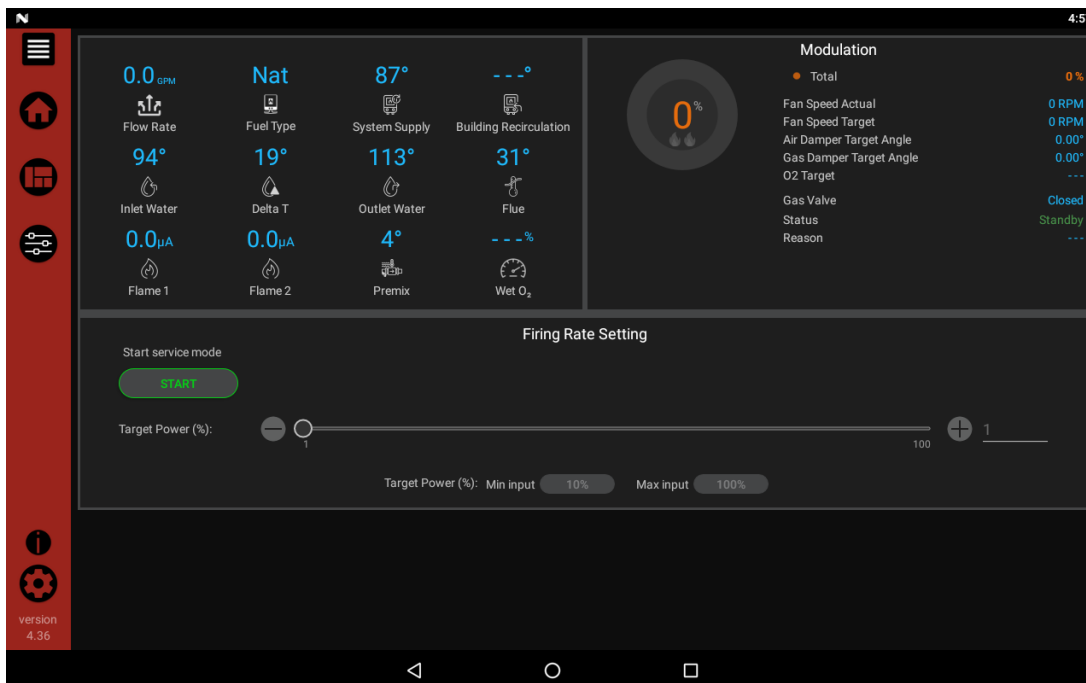 4:5
0.0 GPM Nat 87° ---°
Flow Rate Fuel Type System Supply Building Recirculation
94° 19° 113° 31°
Inlet Water Delta T Outlet Water Flue
0.0µA 0.0µA 4° ---%
Flame 1 Flame 2 Premix Wet O₂
0%
Modulation
Total 0 %
Fan Speed Actual 0 RPM
Fan Speed Target 0 RPM
Air Damper Target Angle 0.00°
Gas Damper Target Angle 0.00°
O2 Target ---
Gas Valve Closed
Status Standby
Reason ---
Firing Rate Setting
Start service mode
START
Target Power (%): 1
1 100
Target Power (%): Min input 10% Max input 100%
version
4.36